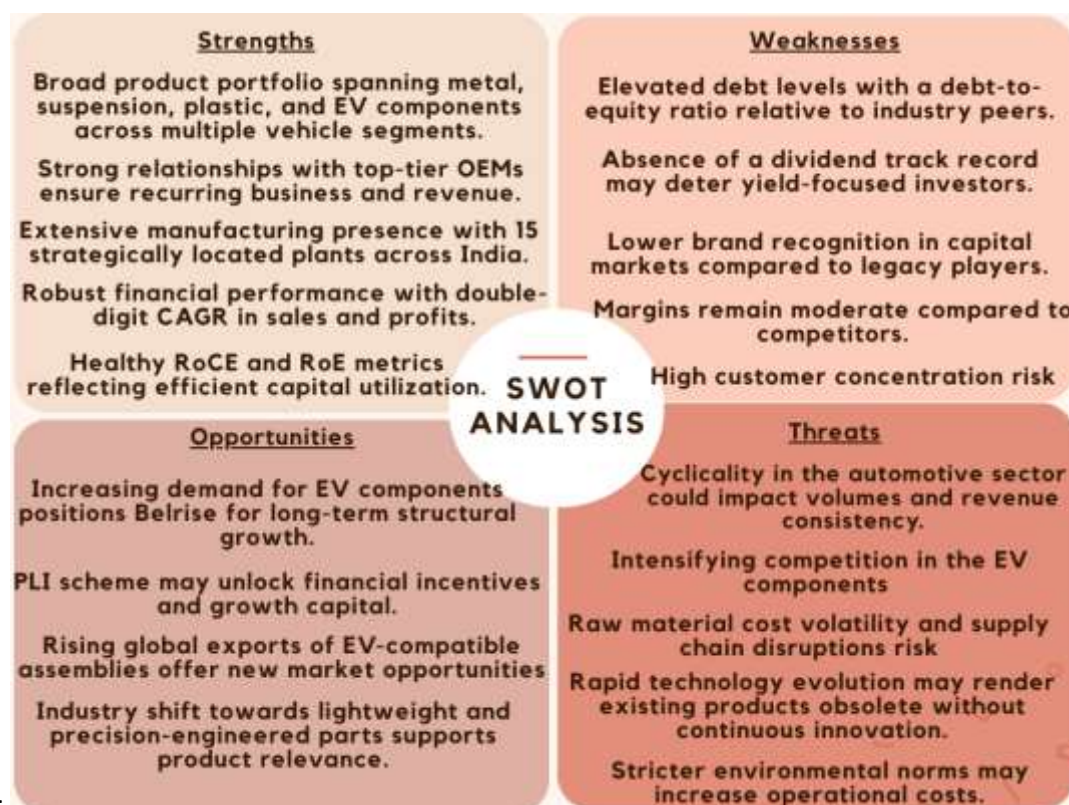 Strengths
Broad product portfolio spanning metal,
suspension, plastic, and EV components
across multiple vehicle segments.
Strong relationships with top-tier OEMs
ensure recurring business and revenue.
Extensive manufacturing presence with 15
strategically located plants across India.
Robust financial performance with double-
digit CAGR in sales and profits.
Healthy RoCE and RoE metrics
reflecting efficient capital utilization.
Weaknesses
Elevated debt levels with a debt-to-
equity ratio relative to industry peers.
Absence of a dividend track record
may deter yield-focused investors.
Lower brand recognition in capital
markets compared to legacy players.
Margins remain moderate compared to
competitors.
High customer concentration risk
SWOT
ANALYSIS
Opportunities
Increasing demand for EV components
positions Belrise for long-term structural
growth.
PLI scheme may unlock financial incentives
and growth capital.
Rising global exports of EV-compatible
assemblies offer new market opportunities
Industry shift towards lightweight and
precision-engineered parts supports
product relevance.
Threats
Cyclicality in the automotive sector
could impact volumes and revenue
consistency.
Intensifying competition in the EV
components
Raw material cost volatility and supply
chain disruptions risk
Rapid technology evolution may render
existing products obsolete without
continuous innovation.
Stricter environmental norms may
increase operational costs.